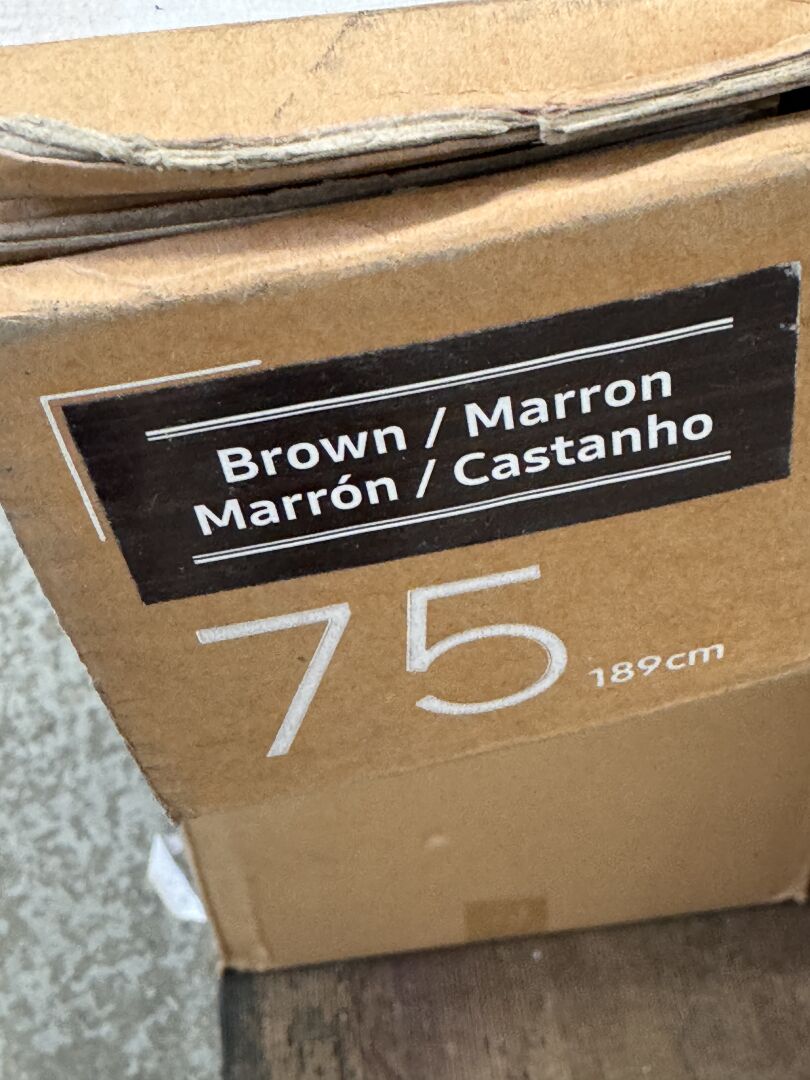 Brown / Marron
Marrón / Castanho
75 189cm